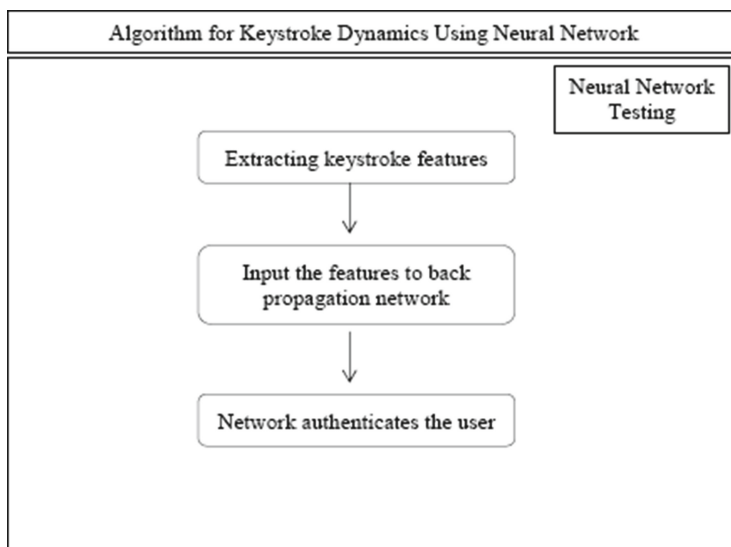 Algorithm for Keystroke Dynamics Using Neural Network
Neural Network
Testing
Extracting keystroke features
Input the features to back
propagation network
Network authenticates the user